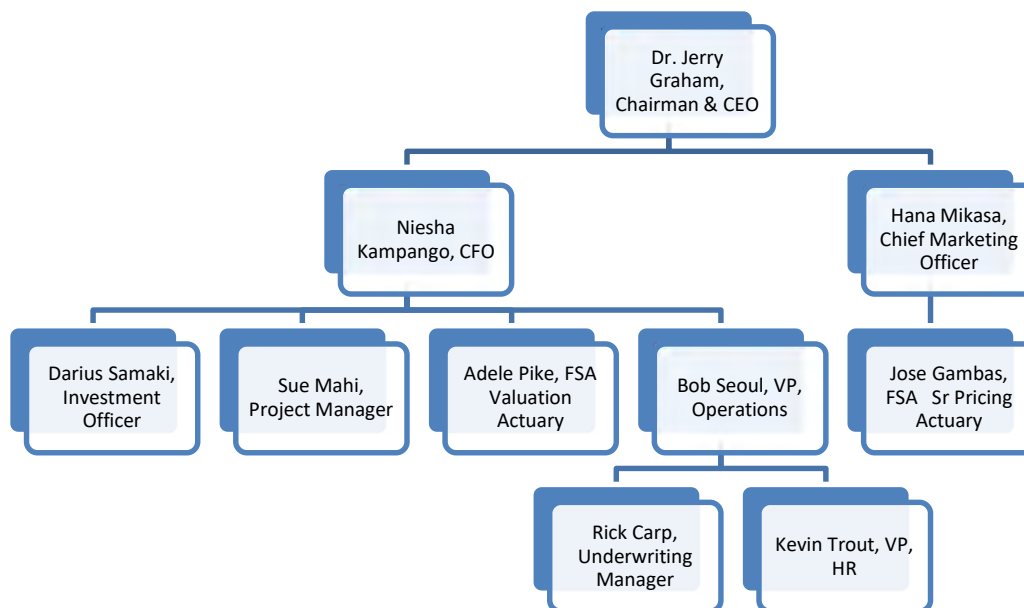 Dr. Jerry
Graham,
Chairman & CEO
Niesha
Kampango, CFO
Hana Mikasa,
Chief Marketing
Officer
Darius Samaki,
Investment
Officer
Sue Mahi,
Project Manager
Adele Pike, FSA
Valuation
Actuary
Bob Seoul, VP,
Operations
Jose Gambas,
FSA Sr Pricing
Actuary
Rick Carp,
Underwriting
Manager
Kevin Trout, VP,
HR